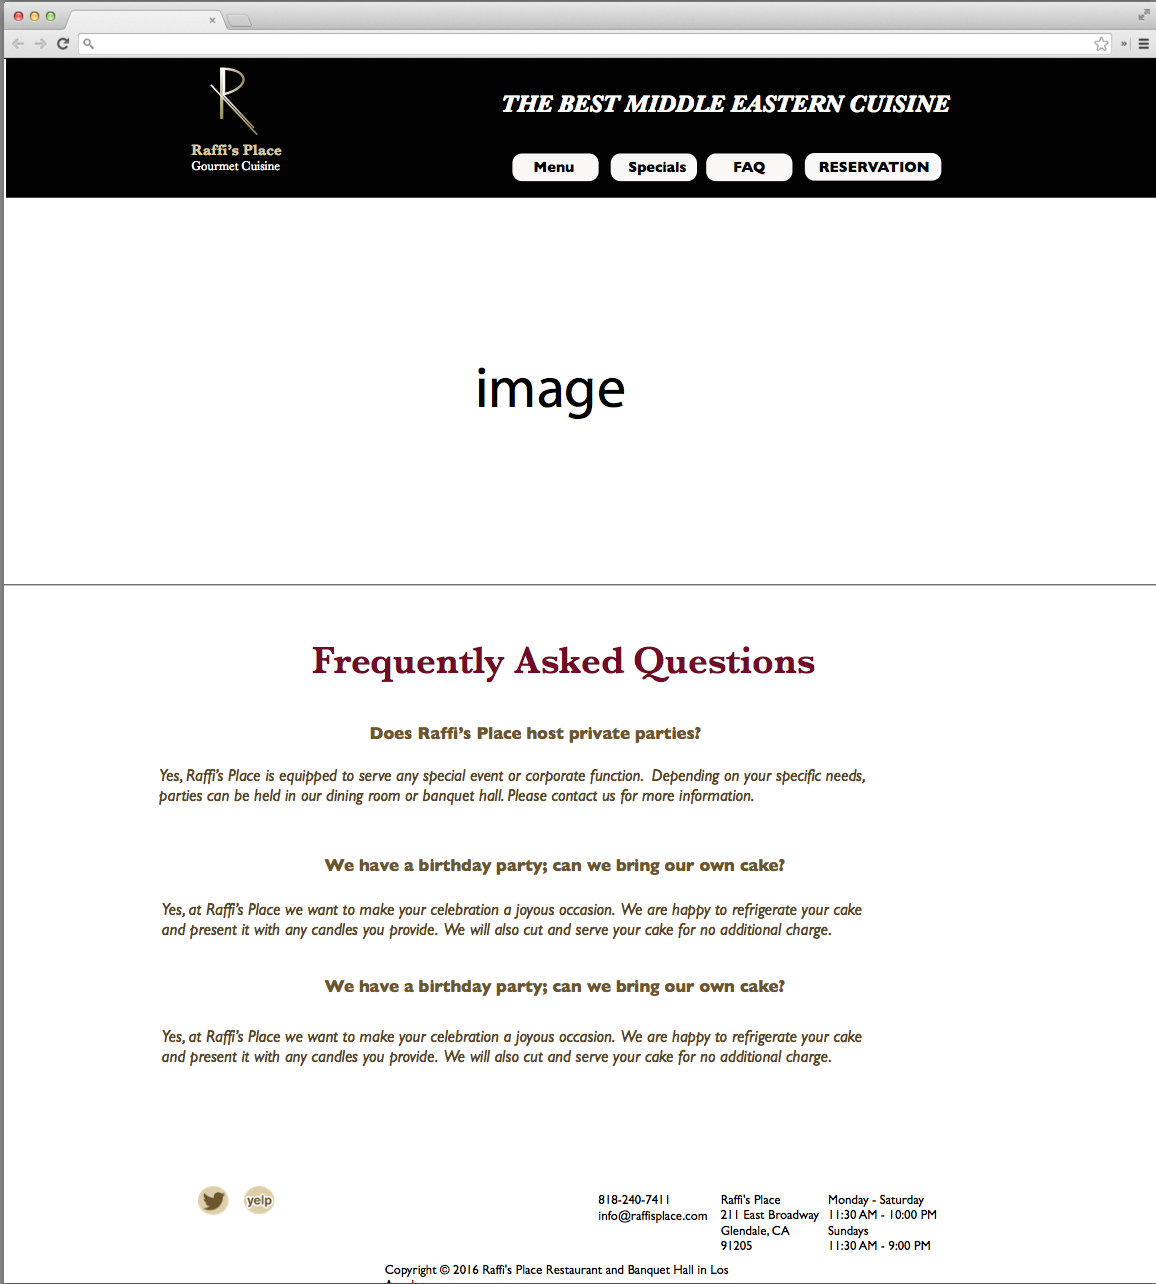 R
Raffi's Place
Gourmet Cuisine
THE BEST MIDDLE EASTERN CUISINE
Menu Specials FAQ RESERVATION
image
Frequently Asked Questions
Does Raffi's Place host private parties?
Yes, Raffi's Place is equipped to serve any special event or corporate function. Depending on your specific needs,
parties can be held in our dining room or banquet hall. Please contact us for more information.
We have a birthday party; can we bring our own cake?
Yes, at Raffi's Place we want to make your celebration a joyous occasion. We are happy to refrigerate your cake
and present it with any candles you provide. We will also cut and serve your cake for no additional charge.
We have a birthday party; can we bring our own cake?
Yes, at Raffi's Place we want to make your celebration a joyous occasion. We are happy to refrigerate your cake
and present it with any candles you provide. We will also cut and serve your cake for no additional charge.
yelp
818-240-7411
info@raffisplace.com
Raffi's Place
211 East Broadway
Glendale, CA
91205
Monday - Saturday
11:30 AM - 10:00 PM
Sundays
11:30 AM - 9:00 PM
Copyright © 2016 Raffi's Place Restaurant and Banquet Hall in Los